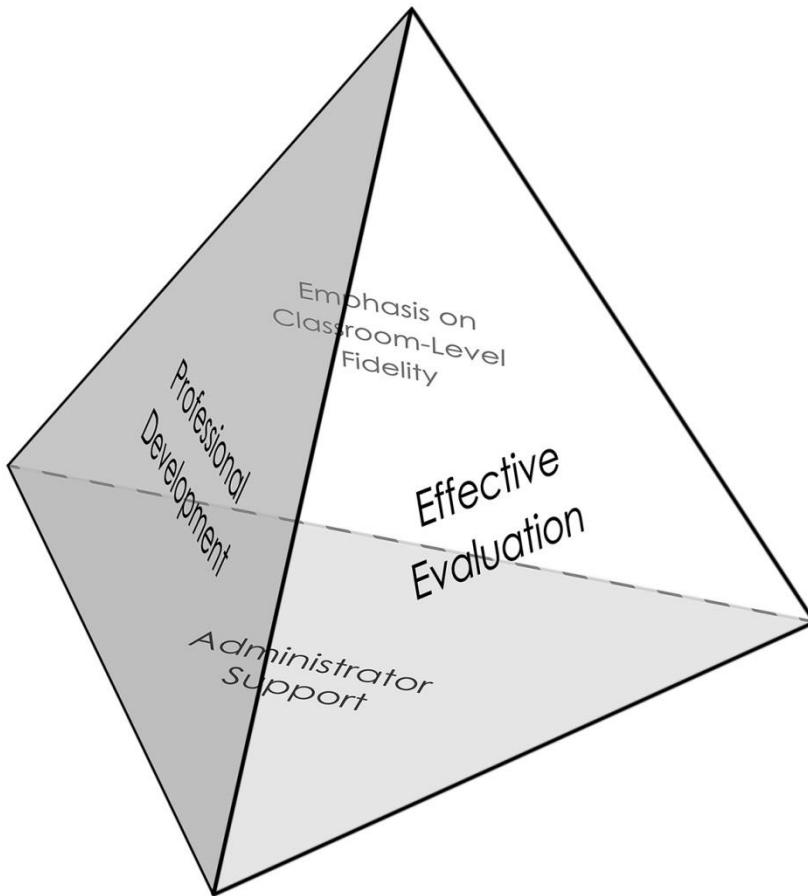 Emphasis on
Classroom-Level
Fidelity
Professional
Development
Effective
Evaluation
Administrator
Support